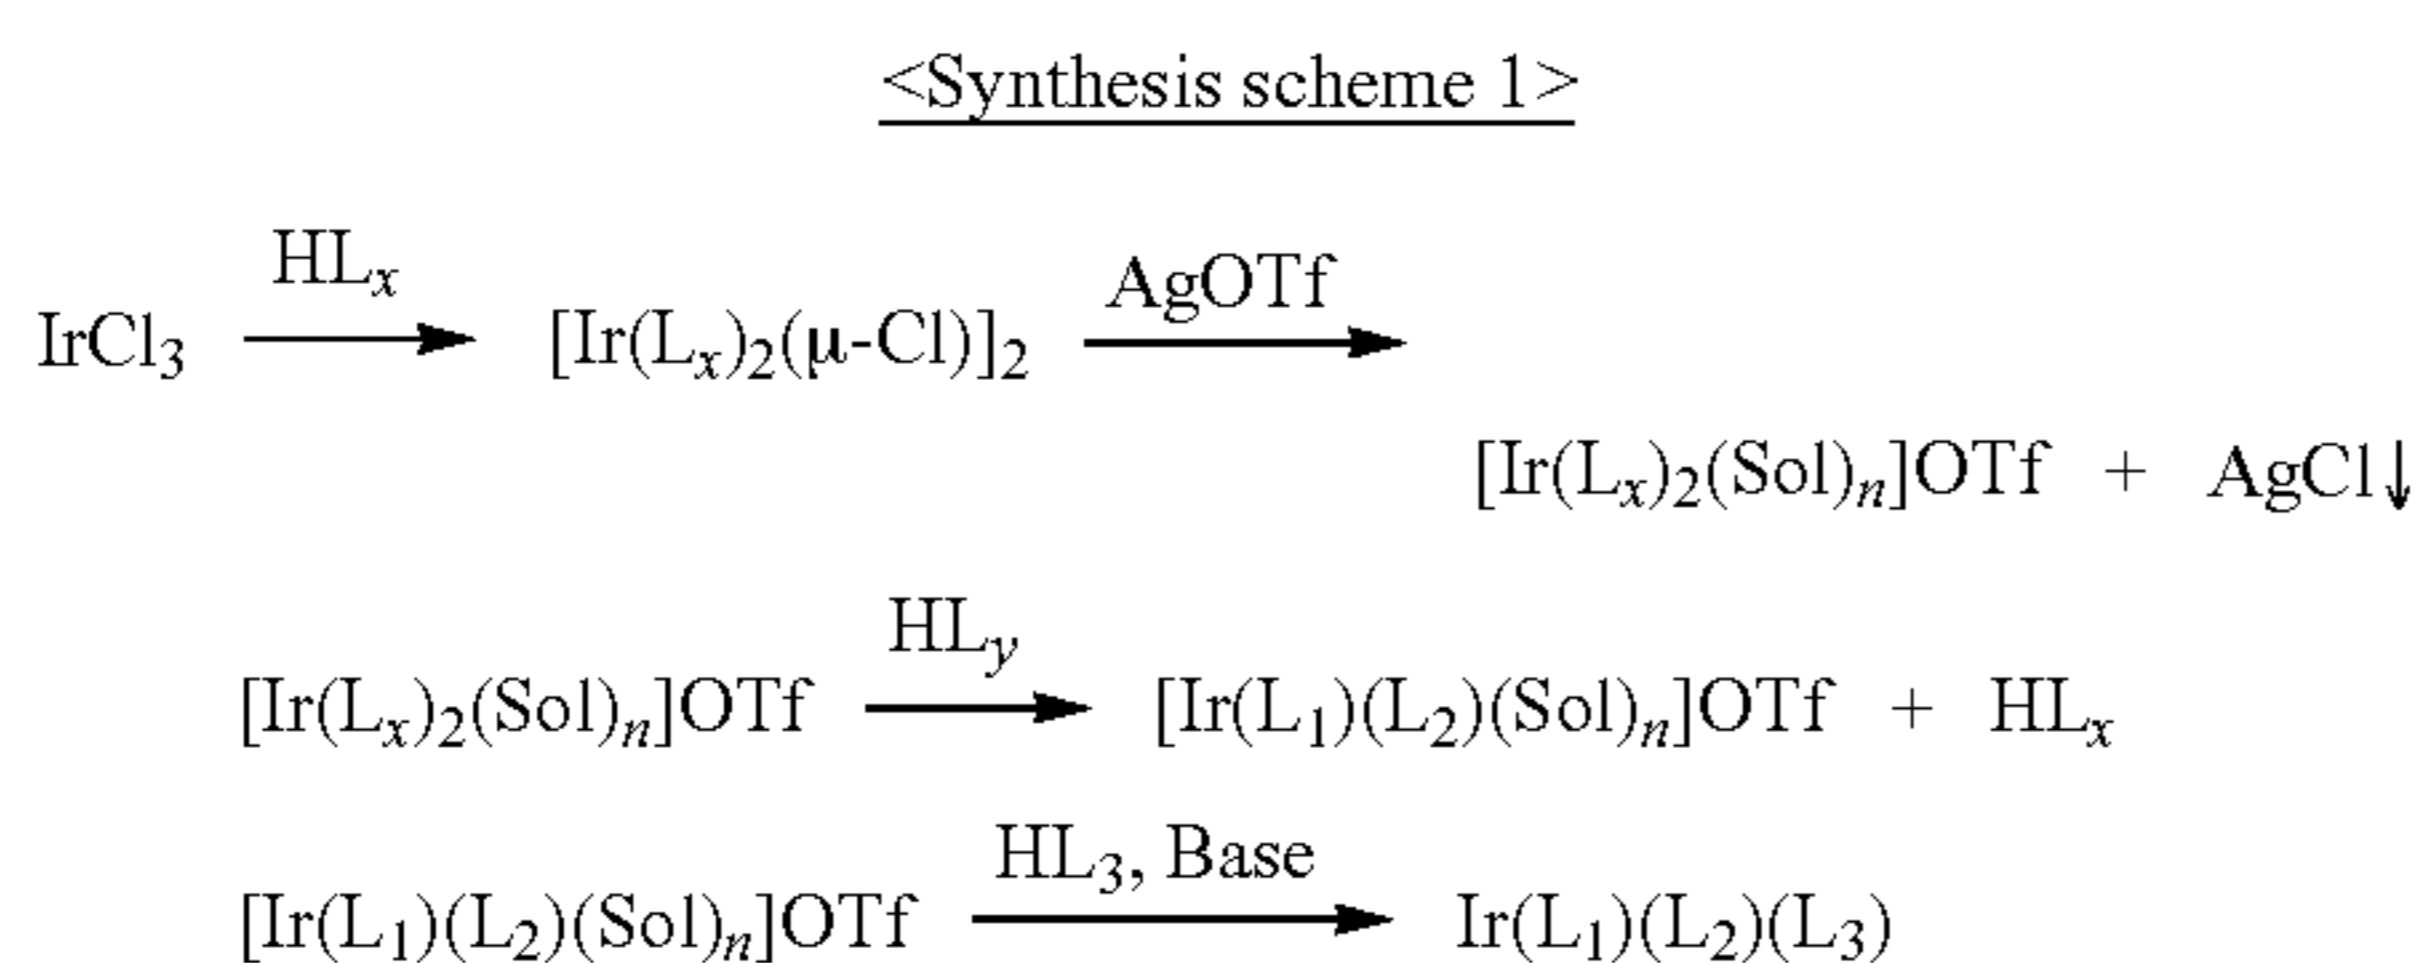 <Synthesis scheme 1>
HLₓ AgOTf
IrCl₃ → [Ir(Lₓ)₂(μ-Cl)]₂ →
[Ir(Lₓ)₂(Sol)ₙ]OTf + AgCl↓
HL_y
[Ir(Lₓ)₂(Sol)ₙ]OTf → [Ir(L₁)(L₂)(Sol)ₙ]OTf + HLₓ
HL₃, Base
[Ir(L₁)(L₂)(Sol)ₙ]OTf → Ir(L₁)(L₂)(L₃)